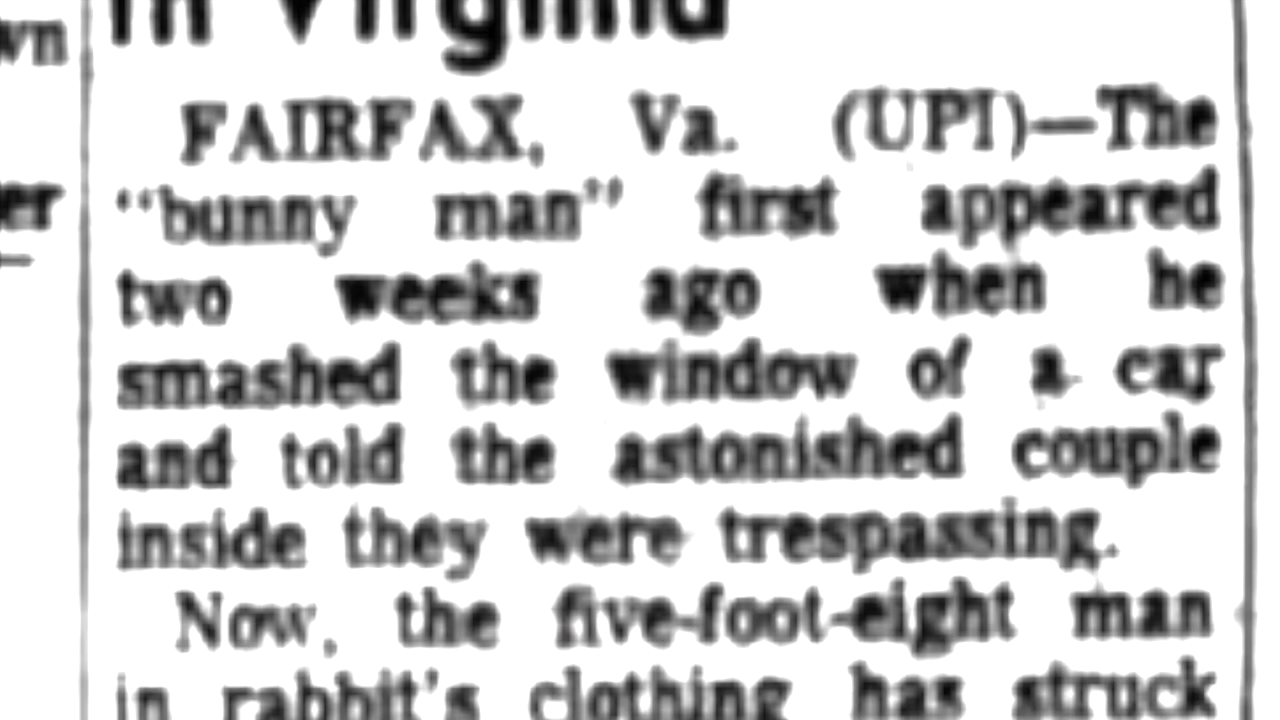 in Virginia
wn
FAIRFAX, Va. (UPI)—The
"bunny man" first appeared
er
two weeks ago when he
smashed the window of a car
and told the astonished couple
inside they were trespassing.
Now, the five-foot-eight man
in rabbit's clothing has struck